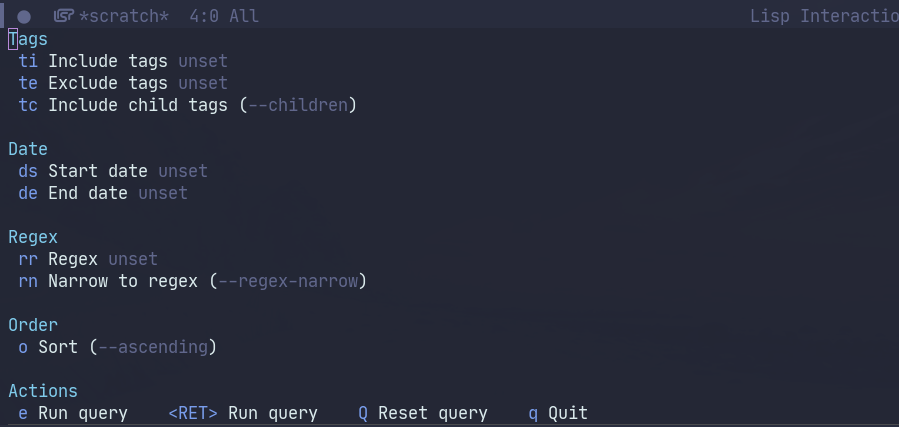 *scratch* 4:0 All Lisp Interactio
Tags
ti Include tags unset
te Exclude tags unset
tc Include child tags (--children)
Date
ds Start date unset
de End date unset
Regex
rr Regex unset
rn Narrow to regex (--regex-narrow)
Order
o Sort (--ascending)
Actions
e Run query <RET> Run query Q Reset query q Quit